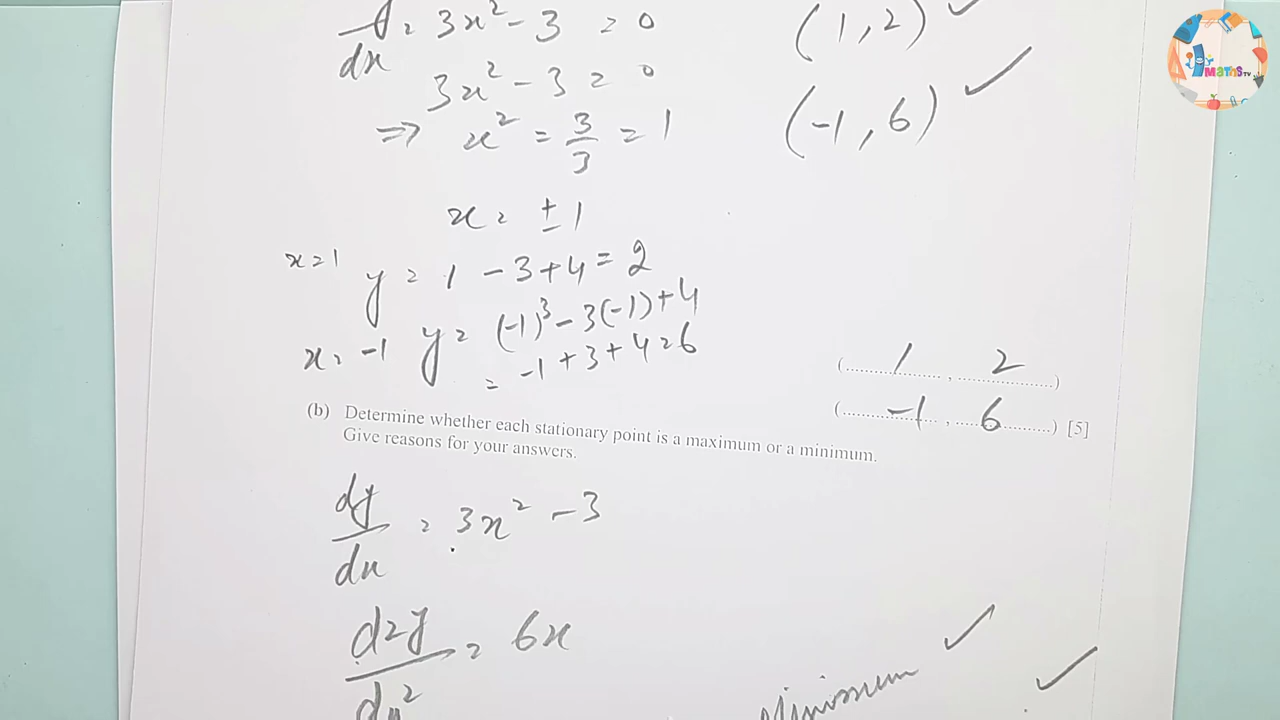 dy/dx = 3x² - 3 = 0
(1, 2) ✓
3x² - 3 = 0
(-1, 6) ✓
⇒ x² = 3/3 = 1
x = ± 1
x = 1 y = 1 - 3 + 4 = 2
x = -1 y = (-1)³ - 3(-1) + 4
= -1 + 3 + 4 = 6
(.......1......., .......2.......)
(.......-1......., .......6.......) [5]
(b) Determine whether each stationary point is a maximum or a minimum.
Give reasons for your answers.
dy/dx = 3x² - 3
d2y/dx² = 6x
Minimum ✓
✓
MATHS TV